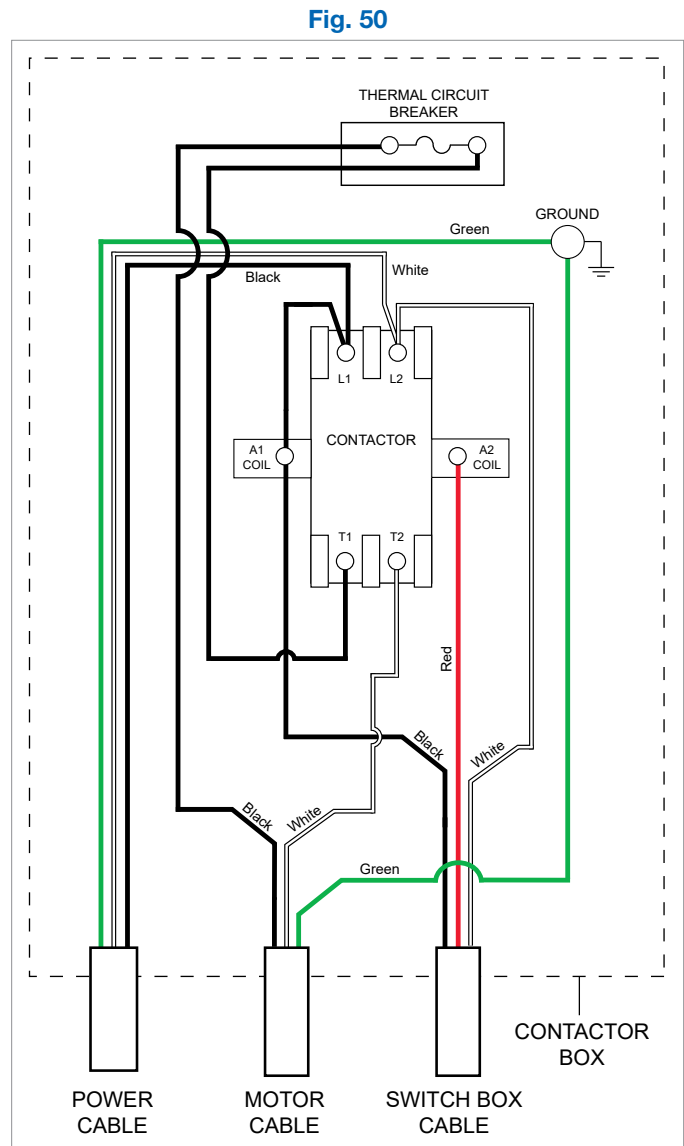 Fig. 50
THERMAL CIRCUIT
BREAKER
GROUND
Green
White
Black
L1
L2
CONTACTOR
A1
COIL
A2
COIL
T1
T2
Red
Black
White
Black
White
Green
CONTACTOR
BOX
POWER
CABLE
MOTOR
CABLE
SWITCH BOX
CABLE